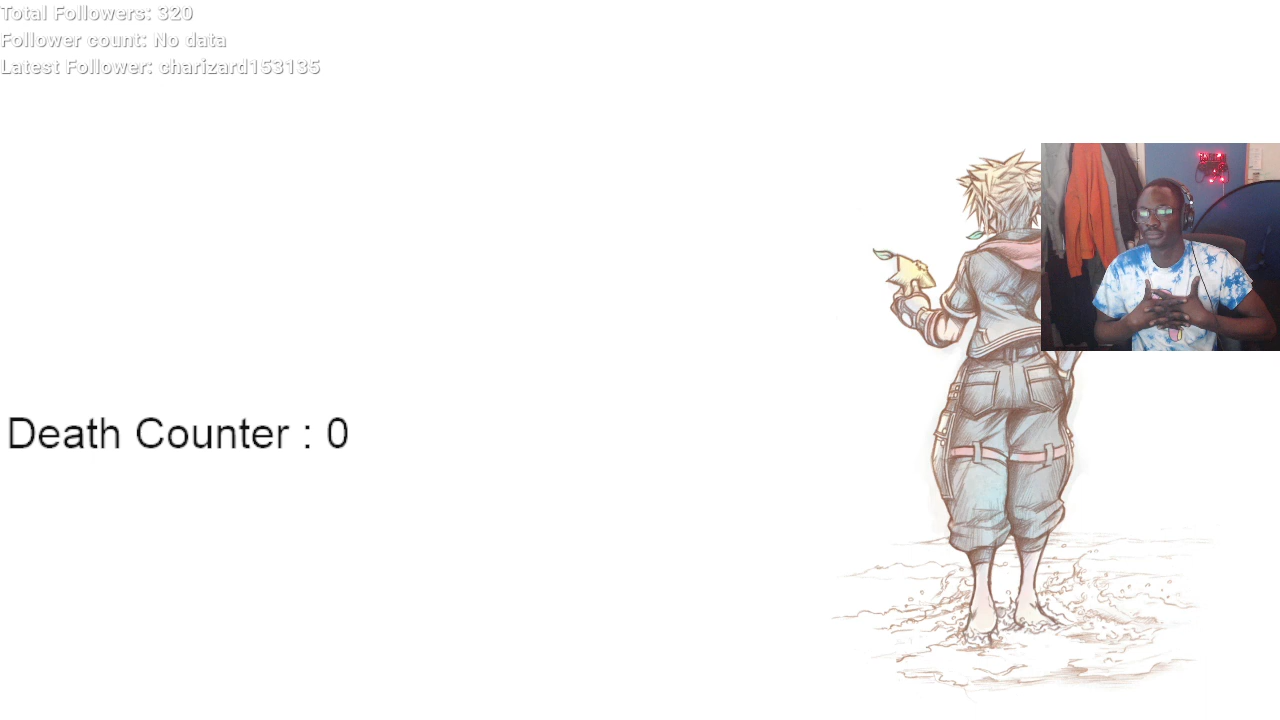 Total Followers: 320
Follower count: No data
Latest Follower: charizard153135
Death Counter : 0